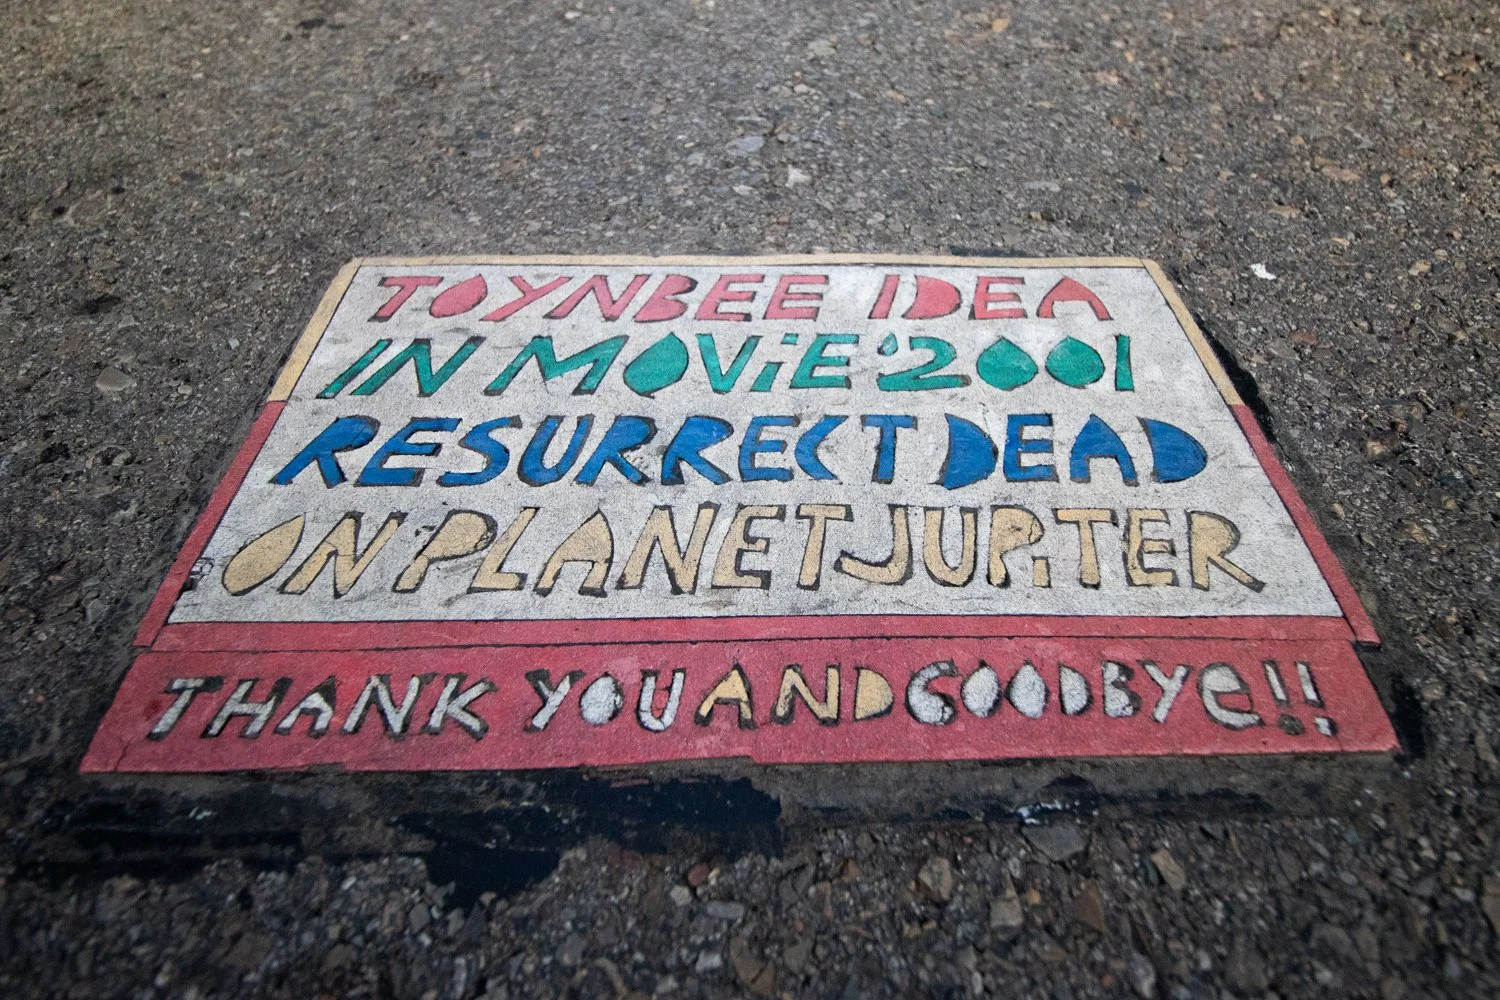 TOYNBEE IDEA
IN MOViE '2001
RESURRECT DEAD
ON PLANET JUPiTER
THANK YOU AND GOODBYe!!